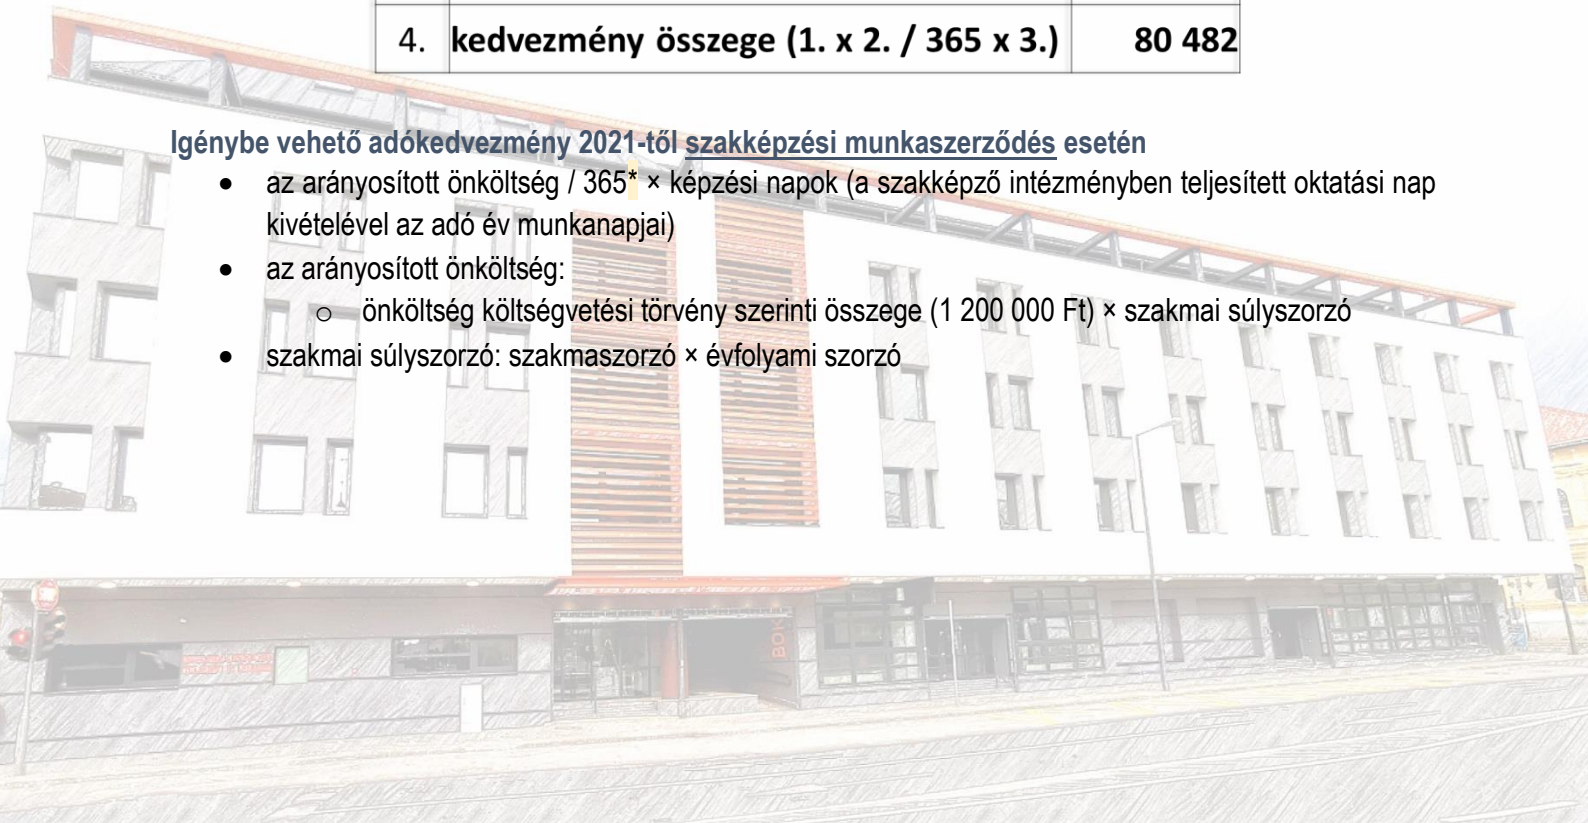 4. kedvezmény összege (1. x 2. / 365 x 3.) 80 482
Igénybe vehető adókedvezmény 2021-től szakképzési munkaszerződés esetén
• az arányosított önköltség / 365* × képzési napok (a szakképző intézményben teljesített oktatási nap
kivételével az adó év munkanapjai)
• az arányosított önköltség:
o önköltség költségvetési törvény szerinti összege (1 200 000 Ft) × szakmai súlyszorzó
• szakmai súlyszorzó: szakmaszorzó × évfolyami szorzó
BOK